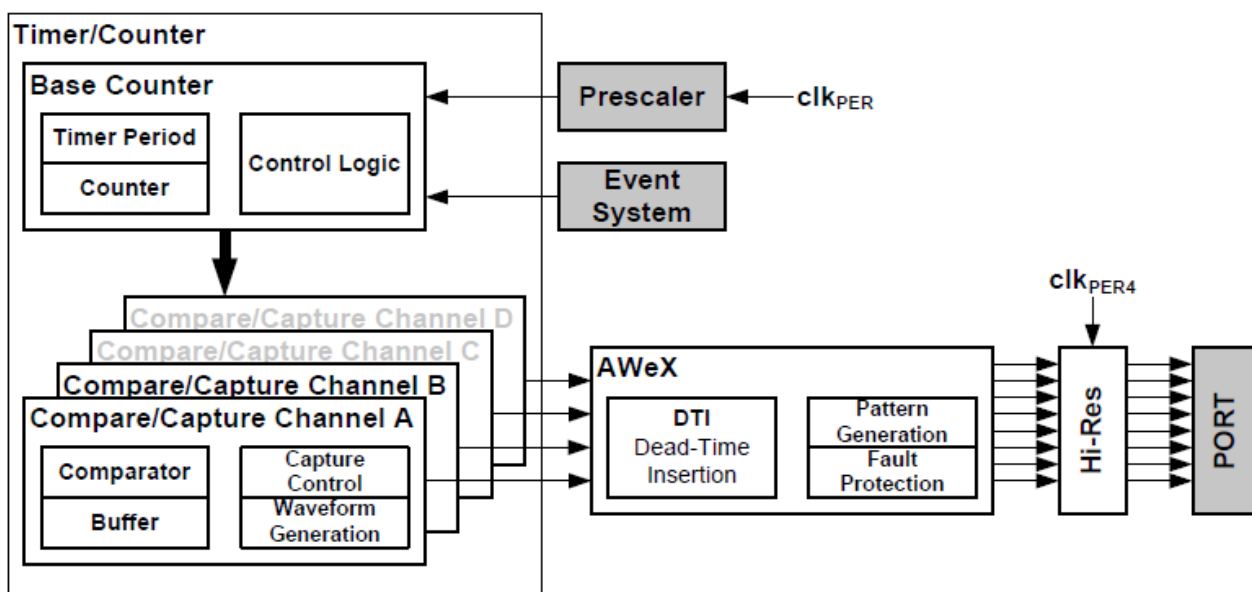 Timer/Counter
Base Counter
Timer Period
Counter
Control Logic
Prescaler
clkPER
Event
System
Compare/Capture Channel D
Compare/Capture Channel C
Compare/Capture Channel B
Compare/Capture Channel A
Comparator
Buffer
Capture
Control
Waveform
Generation
AWeX
DTI
Dead-Time
Insertion
Pattern
Generation
Fault
Protection
clkPER4
Hi-Res
PORT